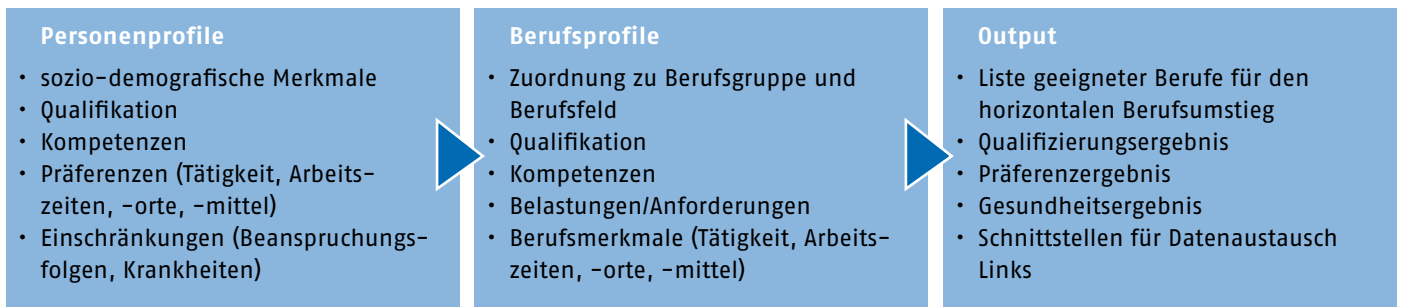 Personenprofile
• sozio-demografische Merkmale
• Qualifikation
• Kompetenzen
• Präferenzen (Tätigkeit, Arbeits-
zeiten, -orte, -mittel)
• Einschränkungen (Beanspruchungs-
folgen, Krankheiten)
Berufsprofile
• Zuordnung zu Berufsgruppe und
Berufsfeld
• Qualifikation
• Kompetenzen
• Belastungen/Anforderungen
• Berufsmerkmale (Tätigkeit, Arbeits-
zeiten, -orte, -mittel)
Output
• Liste geeigneter Berufe für den
horizontalen Berufsumstieg
• Qualifizierungsergebnis
• Präferenzergebnis
• Gesundheitsergebnis
• Schnittstellen für Datenaustausch
Links